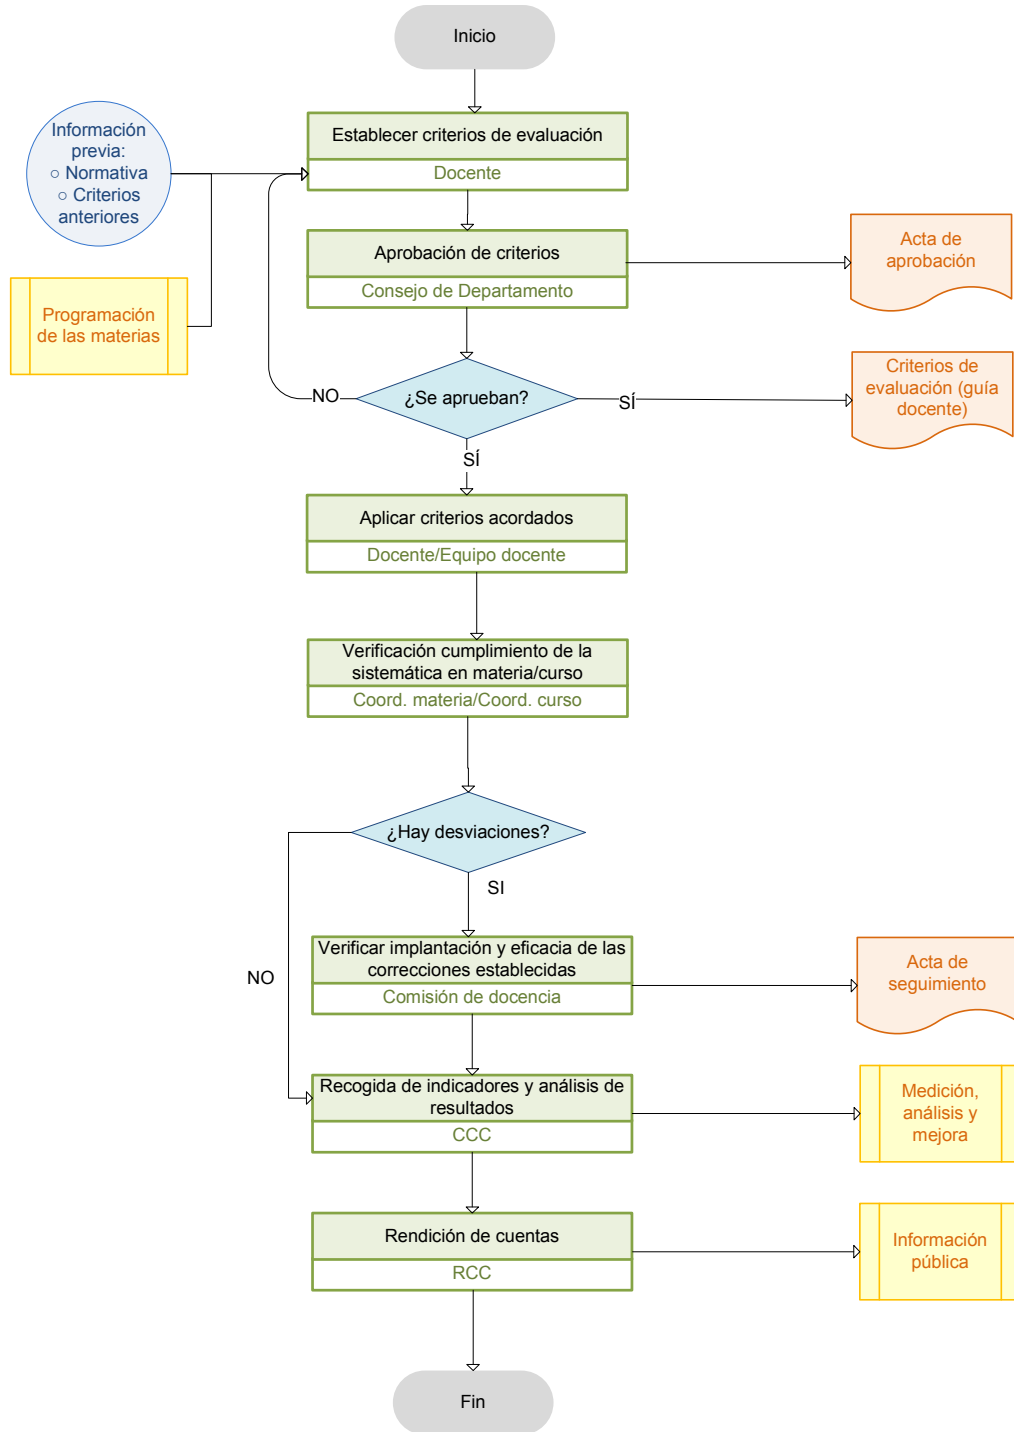 Inicio
Información
previa:
○ Normativa
○ Criterios
anteriores
Establecer criterios de evaluación
Docente
Programación
de las materias
Aprobación de criterios
Consejo de Departamento
Acta de
aprobación
¿Se aprueban?
NO
SÍ
Criterios de
evaluación (guía
docente)
SÍ
Aplicar criterios acordados
Docente/Equipo docente
Verificación cumplimiento de la
sistemática en materia/curso
Coord. materia/Coord. curso
¿Hay desviaciones?
SI
NO
Verificar implantación y eficacia de las
correcciones establecidas
Comisión de docencia
Acta de
seguimiento
Recogida de indicadores y análisis de
resultados
CCC
Medición,
análisis y
mejora
Rendición de cuentas
RCC
Información
pública
Fin